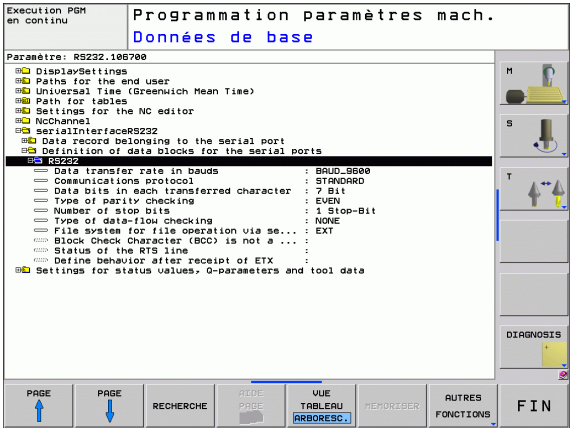 Execution PGM
en continu
Programmation paramètres mach.
Données de base
Paramètre: RS232.106700
DisplaySettings
Paths for the end user
Universal Time (Greenwich Mean Time)
Path for tables
Settings for the NC editor
NcChannel
serialInterfaceRS232
Data record belonging to the serial port
Definition of data blocks for the serial ports
RS232
Data transfer rate in bauds : BAUD_9600
Communications protocol : STANDARD
Data bits in each transferred character : 7 Bit
Type of parity checking : EVEN
Number of stop bits : 1 Stop-Bit
Type of data-flow checking : NONE
File system for file operation via se... : EXT
Block Check Character (BCC) is not a ... :
Status of the RTS line :
Define behavior after receipt of ETX :
Settings for status values, Q-parameters and tool data
M
S
T
DIAGNOSIS
PAGE
PAGE
RECHERCHE
AIDE
PAGE
VUE
TABLEAU
ARBORESC.
MEMORISER
AUTRES
FONCTIONS
FIN